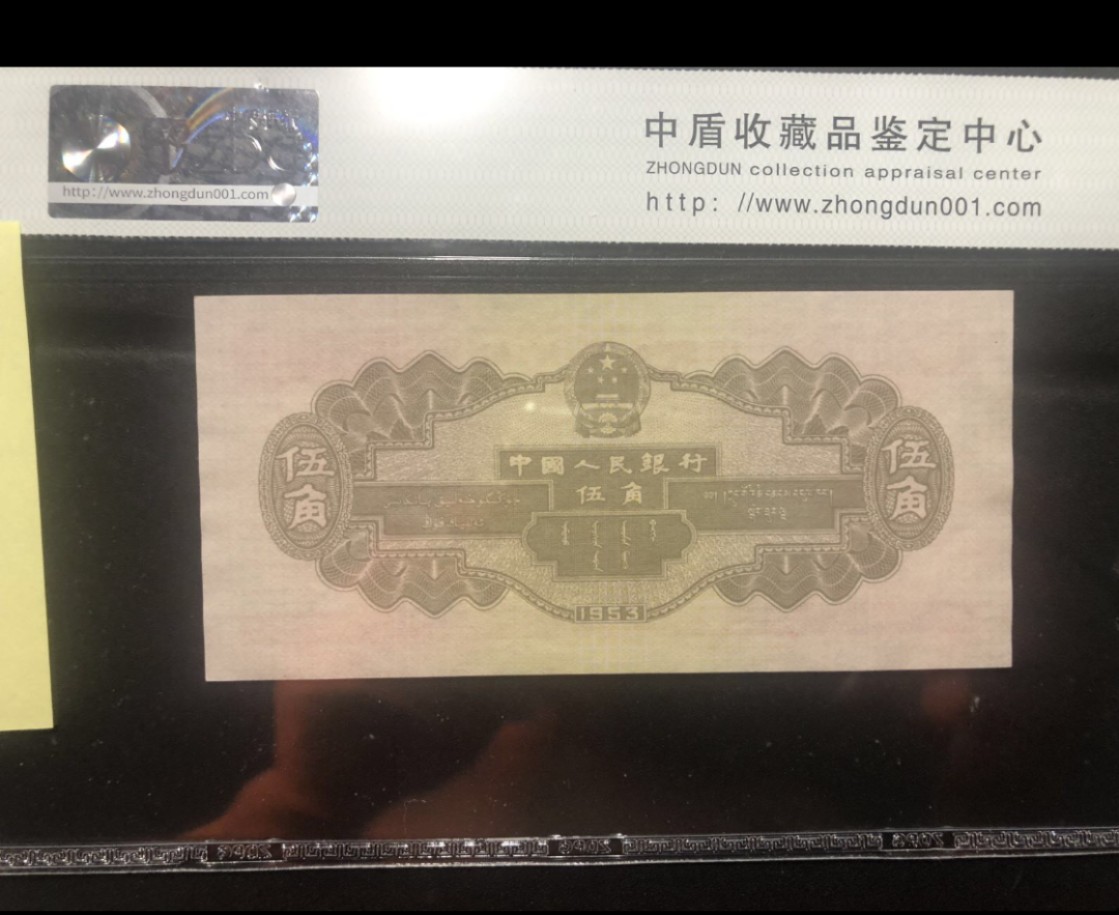 http://www.zhongdun001.com
中盾收藏品鉴定中心
ZHONGDUN collection appraisal center
http: //www.zhongdun001.com
中國人民銀行
伍角
伍角
伍角
1953